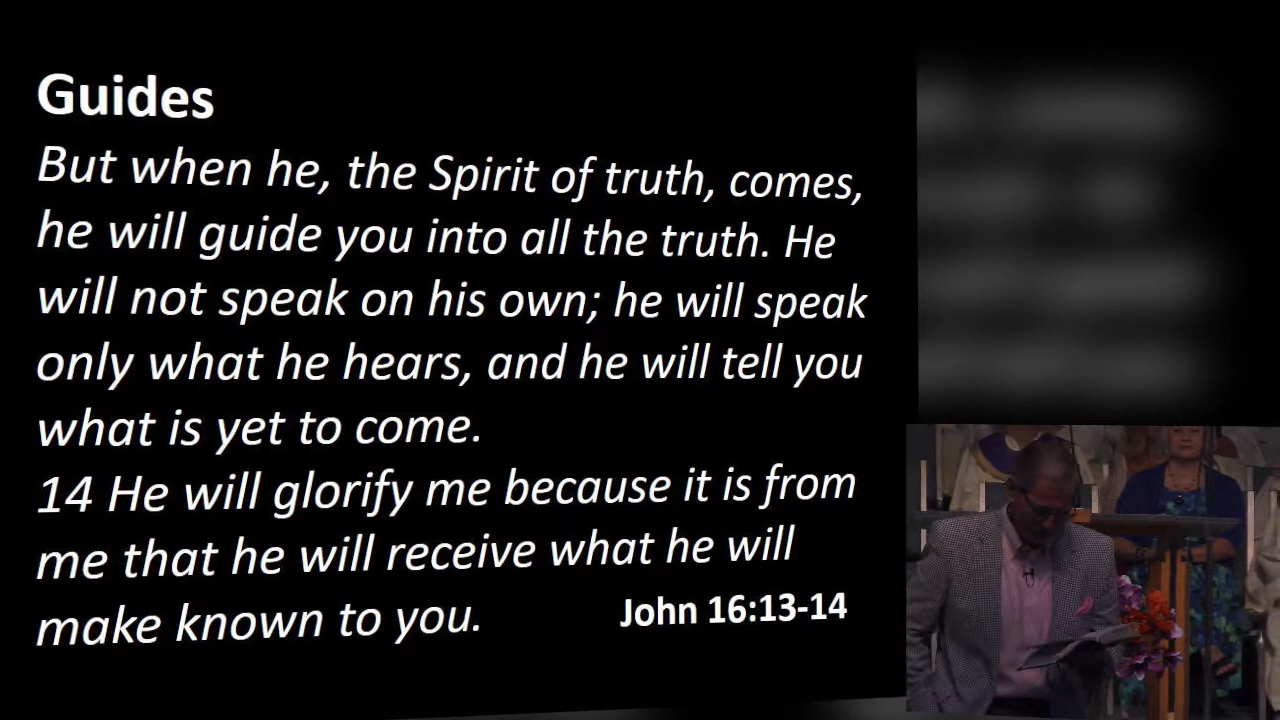 Guides
But when he, the Spirit of truth, comes,
he will guide you into all the truth. He
will not speak on his own; he will speak
only what he hears, and he will tell you
what is yet to come.
14 He will glorify me because it is from
me that he will receive what he will
make known to you.
John 16:13-14